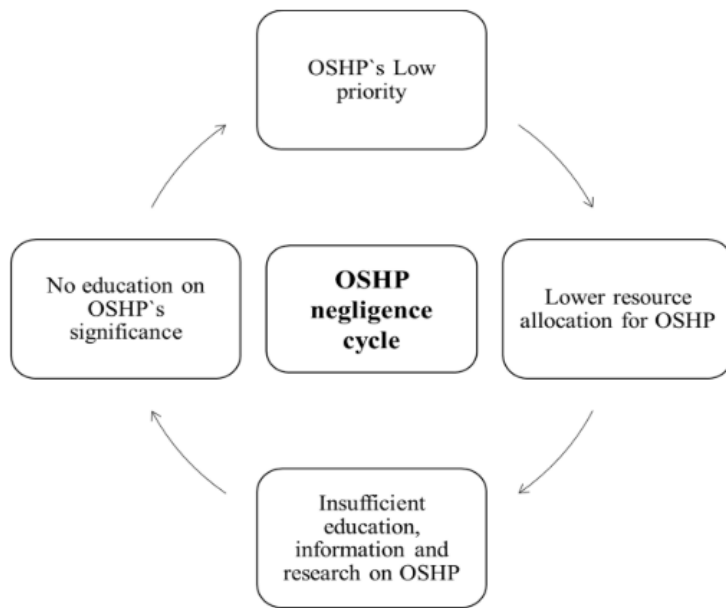 OSHP`s Low
priority
No education on
OSHP`s
significance
OSHP
negligence
cycle
Lower resource
allocation for OSHP
Insufficient
education,
information and
research on OSHP